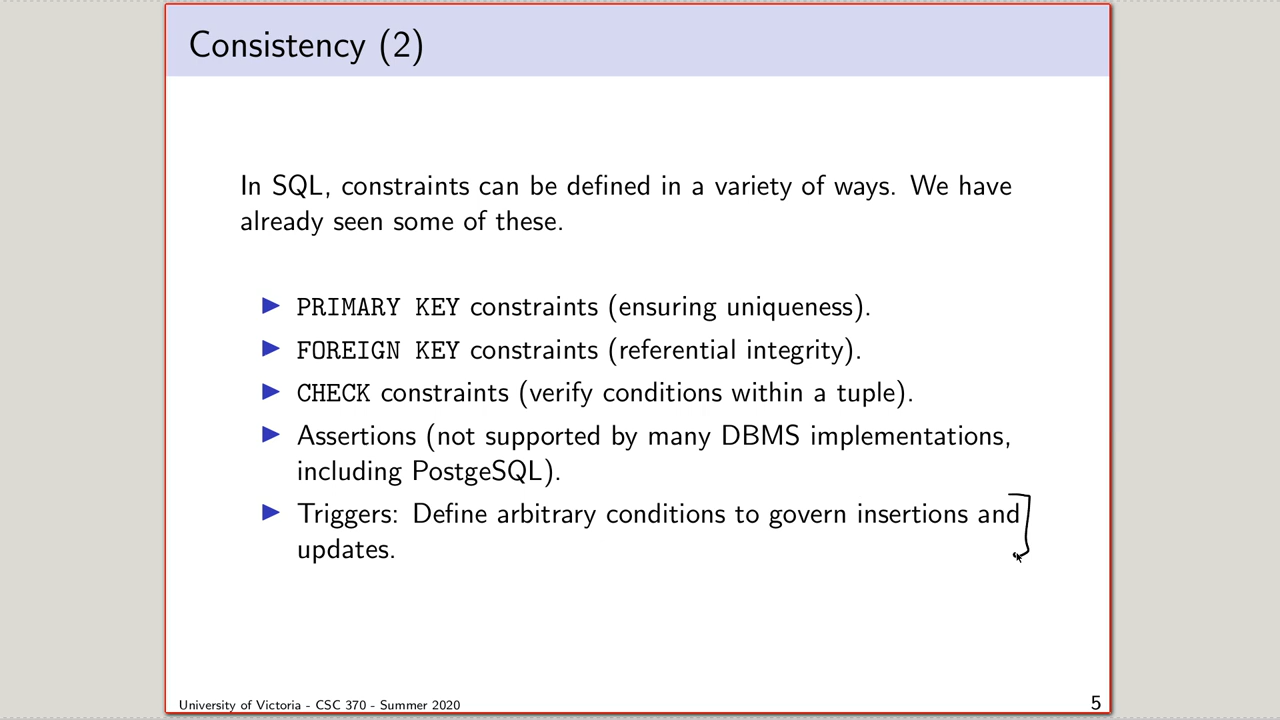 Consistency (2)
In SQL, constraints can be defined in a variety of ways. We have
already seen some of these.
PRIMARY KEY constraints (ensuring uniqueness).
FOREIGN KEY constraints (referential integrity).
CHECK constraints (verify conditions within a tuple).
Assertions (not supported by many DBMS implementations,
including PostgeSQL).
Triggers: Define arbitrary conditions to govern insertions and
updates.
University of Victoria - CSC 370 - Summer 2020
5